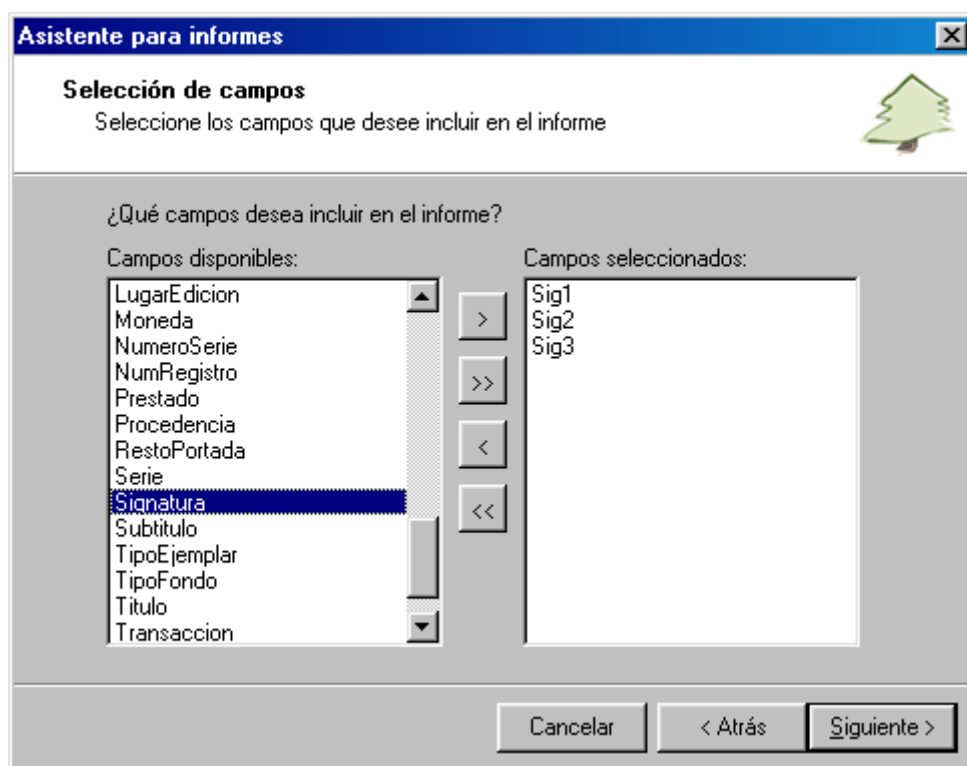 Asistente para informes
Selección de campos
Seleccione los campos que desee incluir en el informe
¿Qué campos desea incluir en el informe?
Campos disponibles:
LugarEdicion
Moneda
NumeroSerie
NumRegistro
Prestado
Procedencia
RestoPortada
Serie
Signatura
Subtitulo
TipoEjemplar
TipoFondo
Titulo
Transaccion
>
>>
<
<<
Campos seleccionados:
Sig1
Sig2
Sig3
Cancelar
< Atrás
Siguiente >